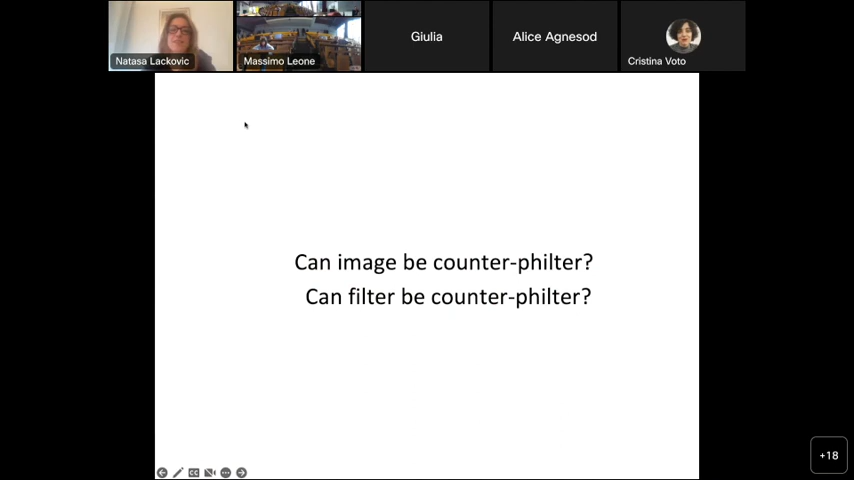 Natasa Lackovic
Massimo Leone
Giulia
Alice Agnesod
Cristina Voto
Can image be counter-philter?
Can filter be counter-philter?
CC
+18